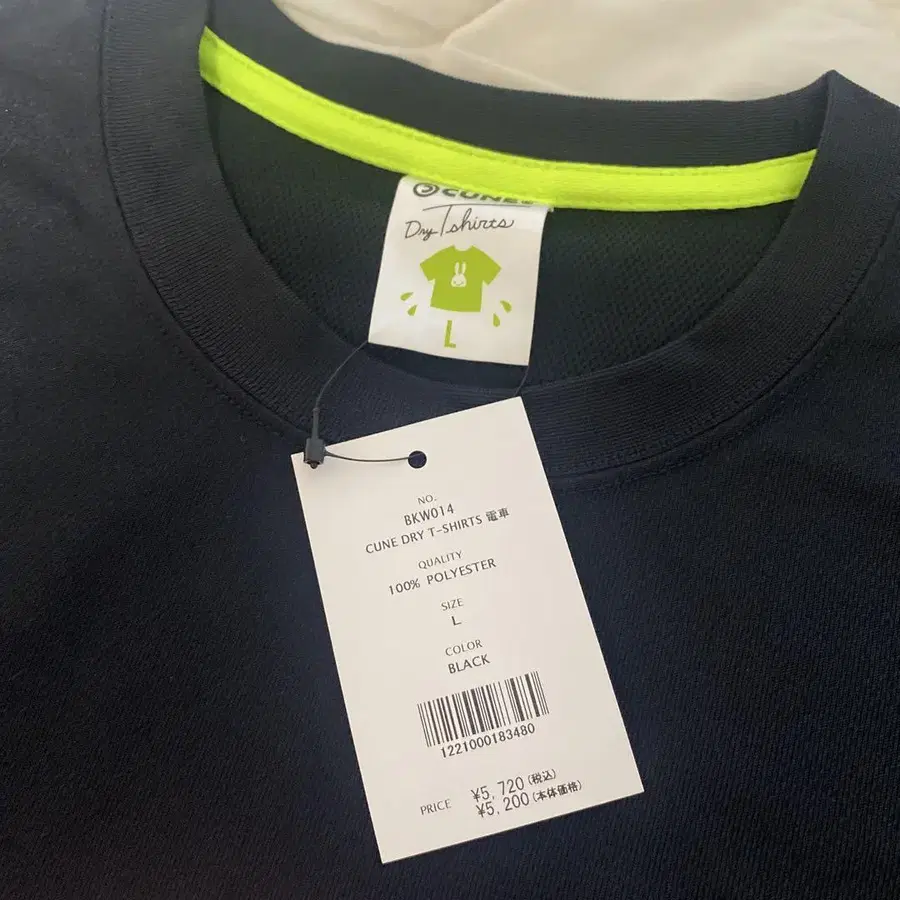 CUNE
Dry Tshirts
L
NO.
BKW014
CUNE DRY T-SHIRTS 電車
QUALITY
100% POLYESTER
SIZE
L
COLOR
BLACK
1221000183480
PRICE ¥5,720(税込)
¥5,200(本体価格)